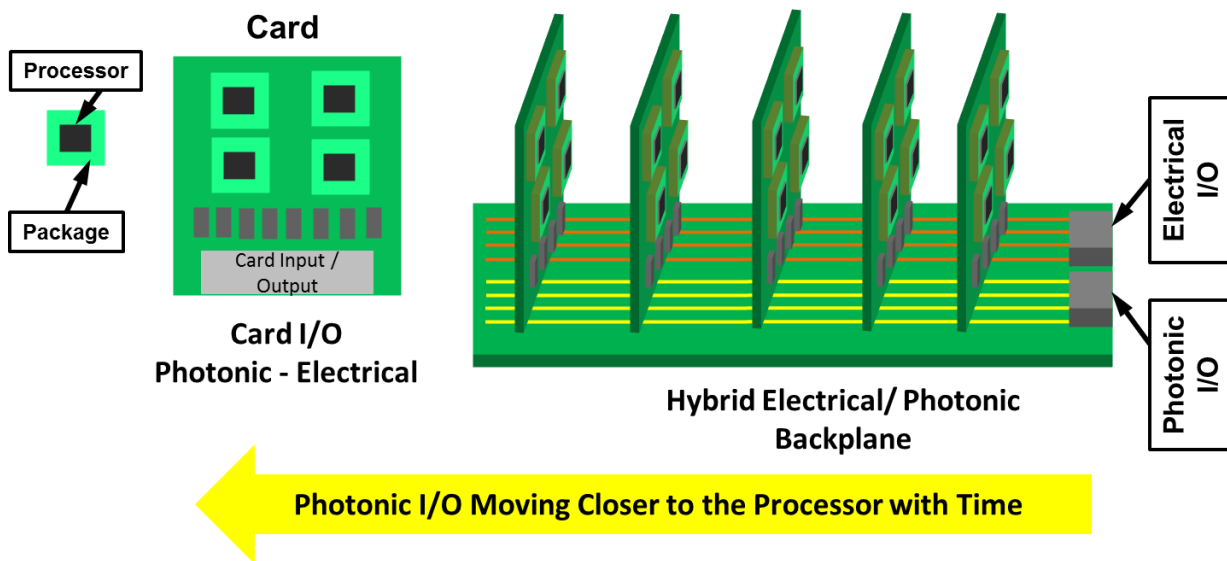 Card
Processor
Package
Card Input /
Output
Card I/O
Photonic - Electrical
Electrical
I/O
Photonic
I/O
Hybrid Electrical/ Photonic
Backplane
Photonic I/O Moving Closer to the Processor with Time